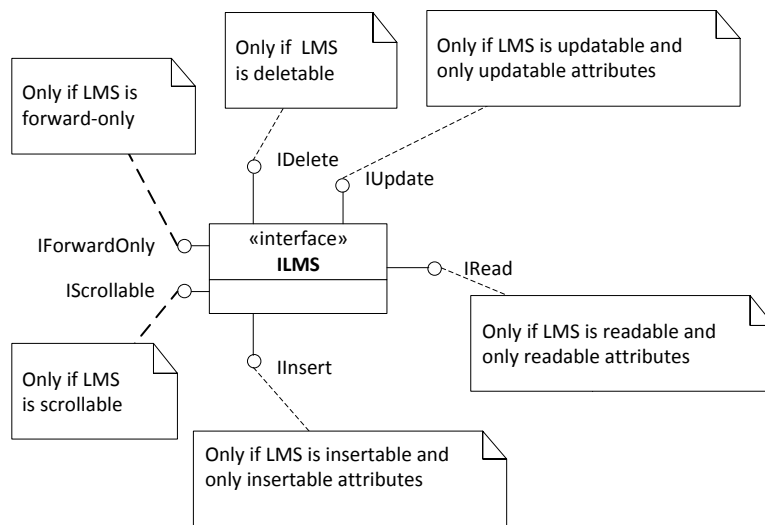 Only if LMS
is deletable
Only if LMS is updatable and
only updatable attributes
Only if LMS is
forward-only
IDelete
IUpdate
IForwardOnly
«interface»
ILMS
IRead
IScrollable
Only if LMS is readable and
only readable attributes
IInsert
Only if LMS
is scrollable
Only if LMS is insertable and
only insertable attributes